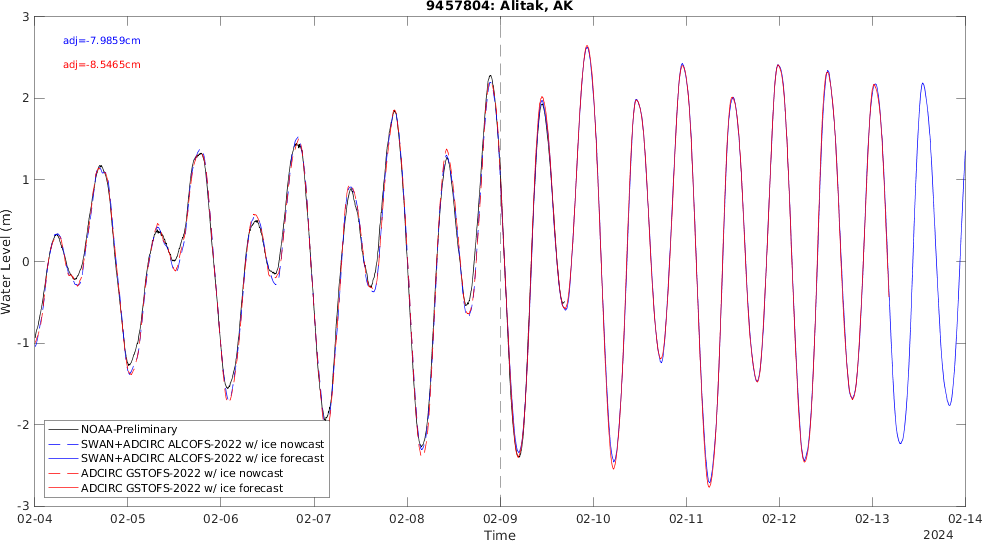 9457804: Alitak, AK
adj=-7.9859cm
adj=-8.5465cm
Water Level (m)
3
2
1
0
-1
-2
-3
NOAA-Preliminary
SWAN+ADCIRC ALCOFS-2022 w/ ice nowcast
SWAN+ADCIRC ALCOFS-2022 w/ ice forecast
ADCIRC GSTOFS-2022 w/ ice nowcast
ADCIRC GSTOFS-2022 w/ ice forecast
02-04 02-05 02-06 02-07 02-08 02-09 02-10 02-11 02-12 02-13 02-14
Time
2024